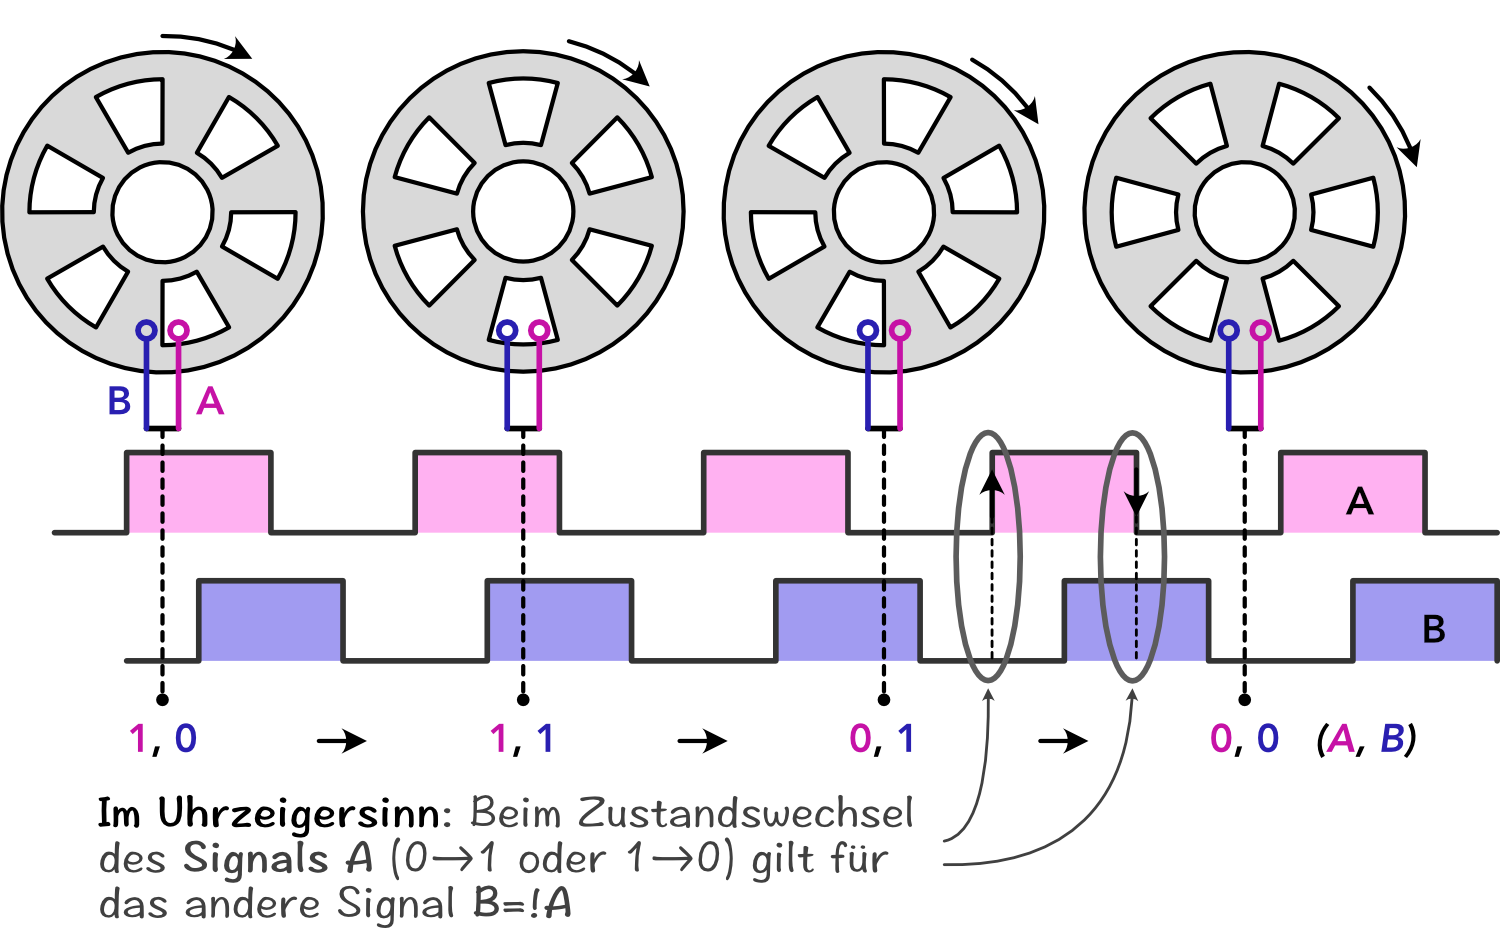 B A
A
B
1, 0 → 1, 1 → 0, 1 → 0, 0 (A, B)
Im Uhrzeigersinn: Beim Zustandswechsel
des Signals A (0→1 oder 1→0) gilt für
das andere Signal B=!A